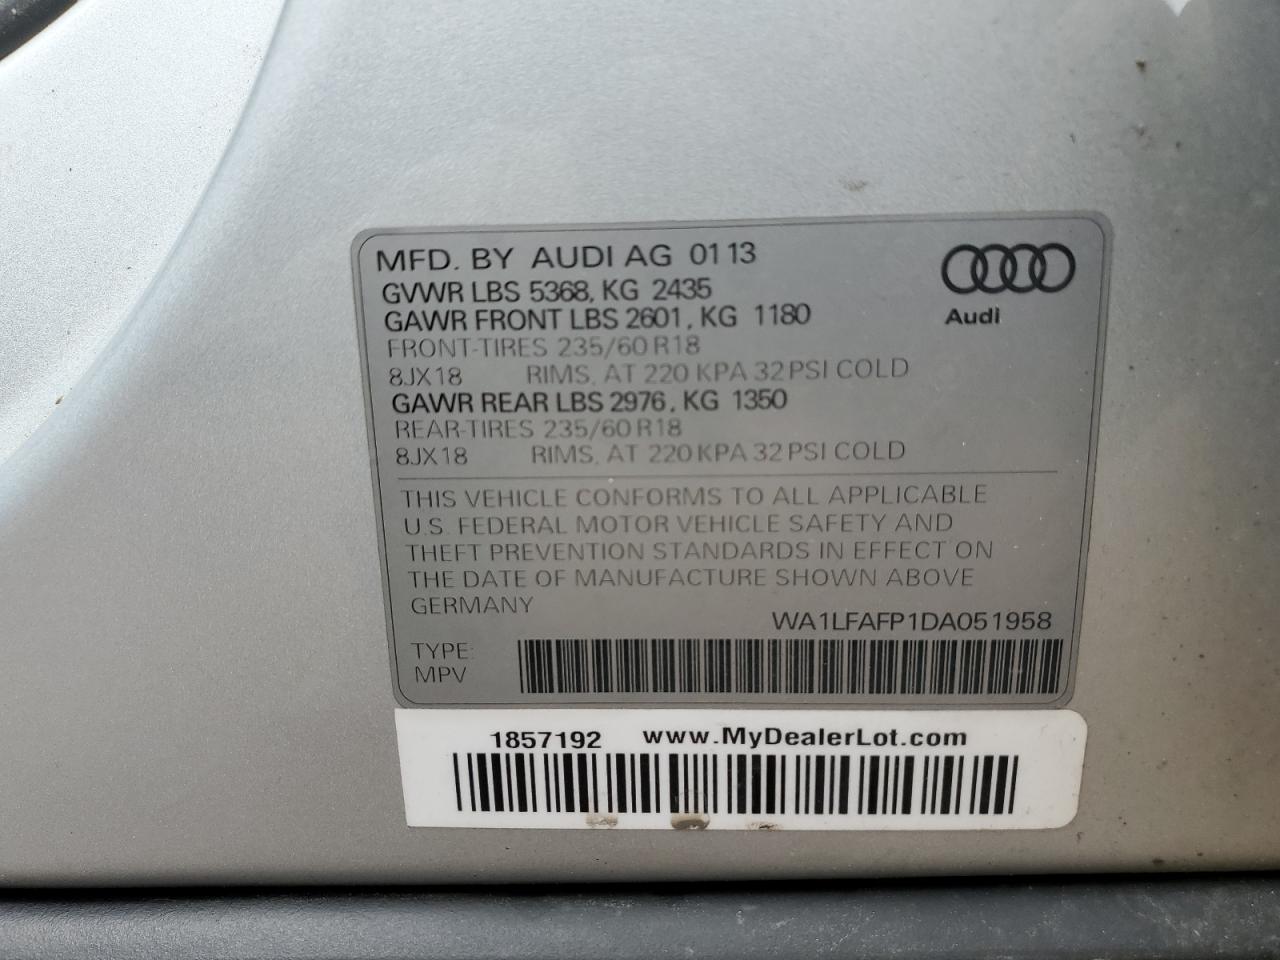 MFD. BY AUDI AG 01 13
GVWR LBS 5368, KG 2435
GAWR FRONT LBS 2601, KG 1180
FRONT-TIRES 235/60 R18
8JX18 RIMS, AT 220 KPA 32 PSI COLD
GAWR REAR LBS 2976, KG 1350
REAR-TIRES 235/60 R18
8JX18 RIMS, AT 220 KPA 32 PSI COLD
Audi
THIS VEHICLE CONFORMS TO ALL APPLICABLE
U.S. FEDERAL MOTOR VEHICLE SAFETY AND
THEFT PREVENTION STANDARDS IN EFFECT ON
THE DATE OF MANUFACTURE SHOWN ABOVE
GERMANY
WA1LFAFP1DA051958
TYPE:
MPV
1857192 www.MyDealerLot.com